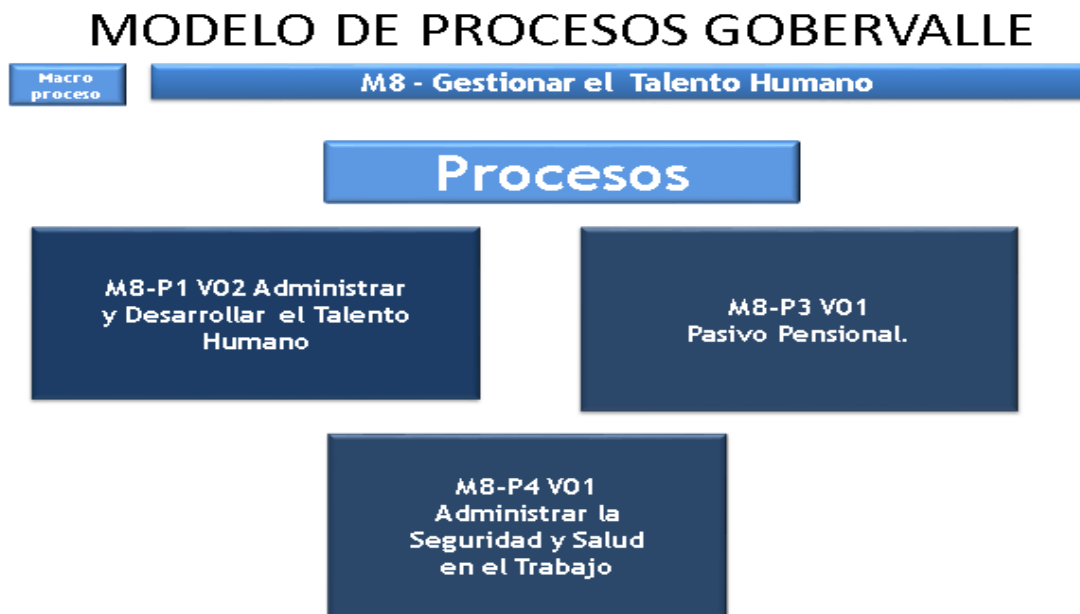 MODELO DE PROCESOS GOBERVALLE
Macro
proceso
M8 - Gestionar el Talento Humano
Procesos
M8-P1 V02 Administrar
y Desarrollar el Talento
Humano
M8-P3 V01
Pasivo Pensional.
M8-P4 V01
Administrar la
Seguridad y Salud
en el Trabajo